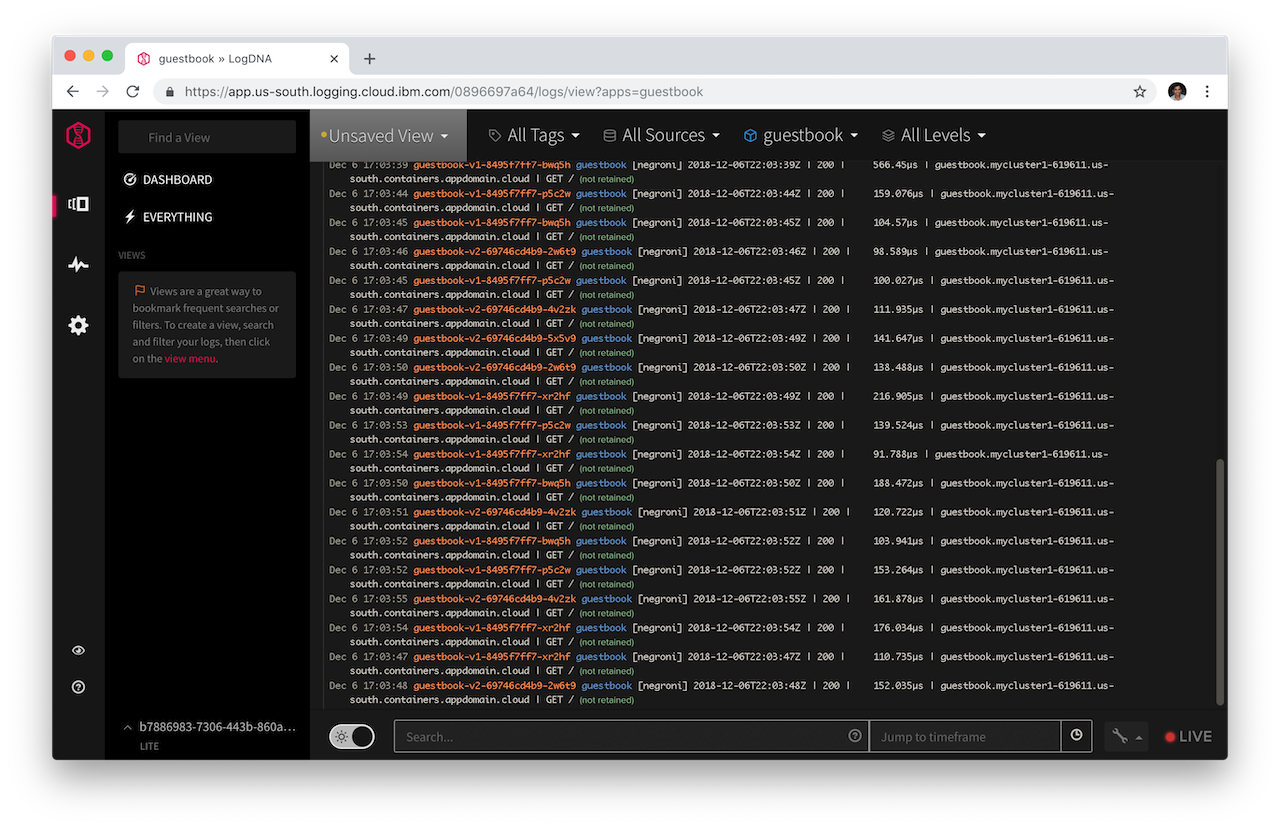 guestbook » LogDNA
https://app.us-south.logging.cloud.ibm.com/0896697a64/logs/view?apps=guestbook
Find a View
DASHBOARD
EVERYTHING
VIEWS
Views are a great way to
bookmark frequent searches or
filters. To create a view, search
and filter your logs, then click
on the view menu.
b7886983-7306-443b-860a...
LITE
Unsaved View
All Tags
All Sources
guestbook
All Levels
Dec 6 17:03:39 guestbook-v1-8495f7ff7-bwq5h guestbook [negroni] 2018-12-06T22:03:39Z | 200 | 566.45µs | guestbook.mycluster1-619611.us-
south.containers.appdomain.cloud | GET / (not retained)
Dec 6 17:03:44 guestbook-v1-8495f7ff7-p5c2w guestbook [negroni] 2018-12-06T22:03:44Z | 200 | 159.076µs | guestbook.mycluster1-619611.us-
south.containers.appdomain.cloud | GET / (not retained)
Dec 6 17:03:45 guestbook-v1-8495f7ff7-bwq5h guestbook [negroni] 2018-12-06T22:03:45Z | 200 | 104.57µs | guestbook.mycluster1-619611.us-
south.containers.appdomain.cloud | GET / (not retained)
Dec 6 17:03:46 guestbook-v2-69746cd4b9-2w6t9 guestbook [negroni] 2018-12-06T22:03:46Z | 200 | 98.589µs | guestbook.mycluster1-619611.us-
south.containers.appdomain.cloud | GET / (not retained)
Dec 6 17:03:45 guestbook-v1-8495f7ff7-p5c2w guestbook [negroni] 2018-12-06T22:03:45Z | 200 | 100.027µs | guestbook.mycluster1-619611.us-
south.containers.appdomain.cloud | GET / (not retained)
Dec 6 17:03:47 guestbook-v2-69746cd4b9-4v2zk guestbook [negroni] 2018-12-06T22:03:47Z | 200 | 111.935µs | guestbook.mycluster1-619611.us-
south.containers.appdomain.cloud | GET / (not retained)
Dec 6 17:03:49 guestbook-v2-69746cd4b9-5x5v9 guestbook [negroni] 2018-12-06T22:03:49Z | 200 | 141.647µs | guestbook.mycluster1-619611.us-
south.containers.appdomain.cloud | GET / (not retained)
Dec 6 17:03:50 guestbook-v2-69746cd4b9-2w6t9 guestbook [negroni] 2018-12-06T22:03:50Z | 200 | 138.488µs | guestbook.mycluster1-619611.us-
south.containers.appdomain.cloud | GET / (not retained)
Dec 6 17:03:49 guestbook-v1-8495f7ff7-xr2hf guestbook [negroni] 2018-12-06T22:03:49Z | 200 | 216.905µs | guestbook.mycluster1-619611.us-
south.containers.appdomain.cloud | GET / (not retained)
Dec 6 17:03:53 guestbook-v1-8495f7ff7-p5c2w guestbook [negroni] 2018-12-06T22:03:53Z | 200 | 139.524µs | guestbook.mycluster1-619611.us-
south.containers.appdomain.cloud | GET / (not retained)
Dec 6 17:03:54 guestbook-v1-8495f7ff7-xr2hf guestbook [negroni] 2018-12-06T22:03:54Z | 200 | 91.788µs | guestbook.mycluster1-619611.us-
south.containers.appdomain.cloud | GET / (not retained)
Dec 6 17:03:50 guestbook-v1-8495f7ff7-bwq5h guestbook [negroni] 2018-12-06T22:03:50Z | 200 | 188.472µs | guestbook.mycluster1-619611.us-
south.containers.appdomain.cloud | GET / (not retained)
Dec 6 17:03:51 guestbook-v2-69746cd4b9-4v2zk guestbook [negroni] 2018-12-06T22:03:51Z | 200 | 120.722µs | guestbook.mycluster1-619611.us-
south.containers.appdomain.cloud | GET / (not retained)
Dec 6 17:03:52 guestbook-v1-8495f7ff7-bwq5h guestbook [negroni] 2018-12-06T22:03:52Z | 200 | 103.941µs | guestbook.mycluster1-619611.us-
south.containers.appdomain.cloud | GET / (not retained)
Dec 6 17:03:52 guestbook-v1-8495f7ff7-p5c2w guestbook [negroni] 2018-12-06T22:03:52Z | 200 | 153.264µs | guestbook.mycluster1-619611.us-
south.containers.appdomain.cloud | GET / (not retained)
Dec 6 17:03:55 guestbook-v2-69746cd4b9-4v2zk guestbook [negroni] 2018-12-06T22:03:55Z | 200 | 161.878µs | guestbook.mycluster1-619611.us-
south.containers.appdomain.cloud | GET / (not retained)
Dec 6 17:03:54 guestbook-v1-8495f7ff7-xr2hf guestbook [negroni] 2018-12-06T22:03:54Z | 200 | 176.034µs | guestbook.mycluster1-619611.us-
south.containers.appdomain.cloud | GET / (not retained)
Dec 6 17:03:47 guestbook-v1-8495f7ff7-xr2hf guestbook [negroni] 2018-12-06T22:03:47Z | 200 | 110.735µs | guestbook.mycluster1-619611.us-
south.containers.appdomain.cloud | GET / (not retained)
Dec 6 17:03:48 guestbook-v2-69746cd4b9-2w6t9 guestbook [negroni] 2018-12-06T22:03:48Z | 200 | 152.035µs | guestbook.mycluster1-619611.us-
south.containers.appdomain.cloud | GET / (not retained)
Search...
Jump to timeframe
LIVE